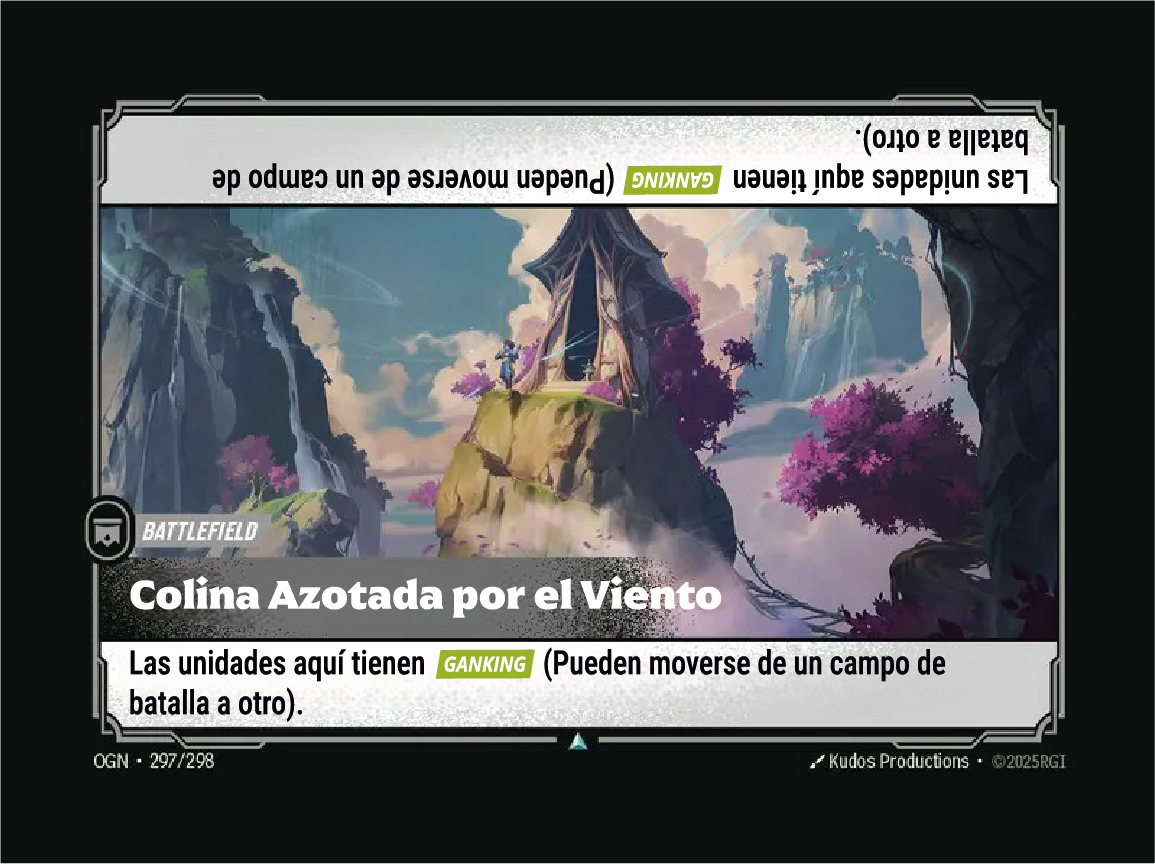 Las unidades aquí tienen GANKING (Pueden moverse de un campo de
batalla a otro).
BATTLEFIELD
Colina Azotada por el Viento
Las unidades aquí tienen GANKING (Pueden moverse de un campo de
batalla a otro).
OGN • 297/298
Kudos Productions • ©2025RGI